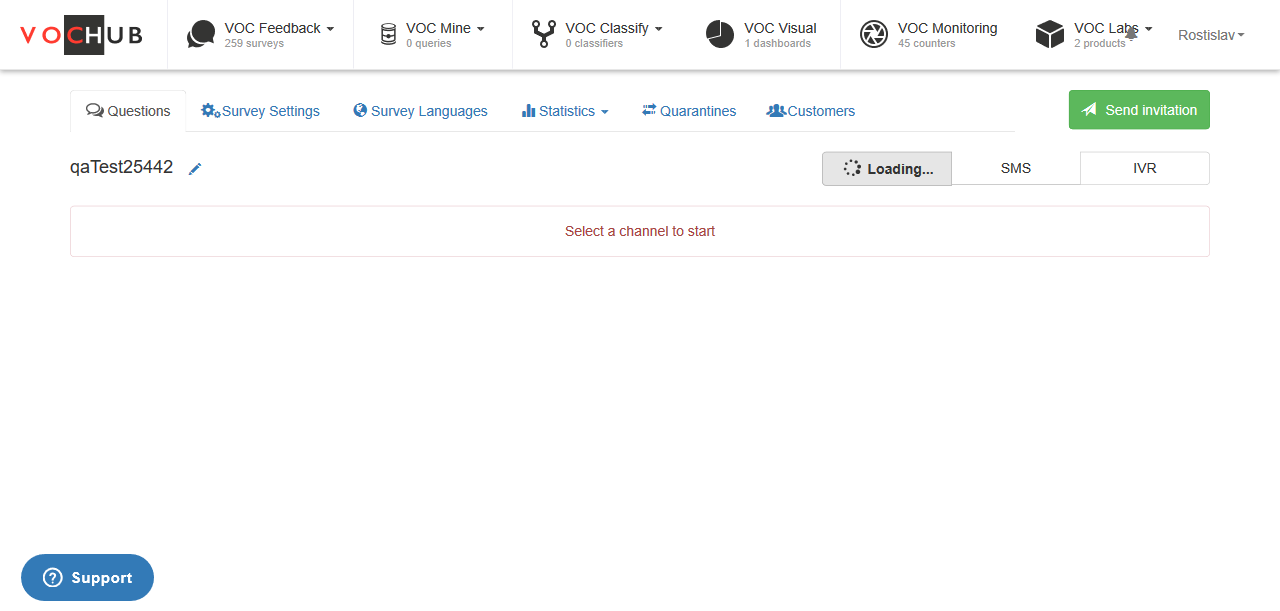 VOCHUB
VOC Feedback
259 surveys
VOC Mine
0 queries
VOC Classify
0 classifiers
VOC Visual
1 dashboards
VOC Monitoring
45 counters
VOC Labs
2 products
Rostislav
Questions
Survey Settings
Survey Languages
Statistics
Quarantines
Customers
Send invitation
qaTest25442
Loading...
SMS
IVR
Select a channel to start
Support